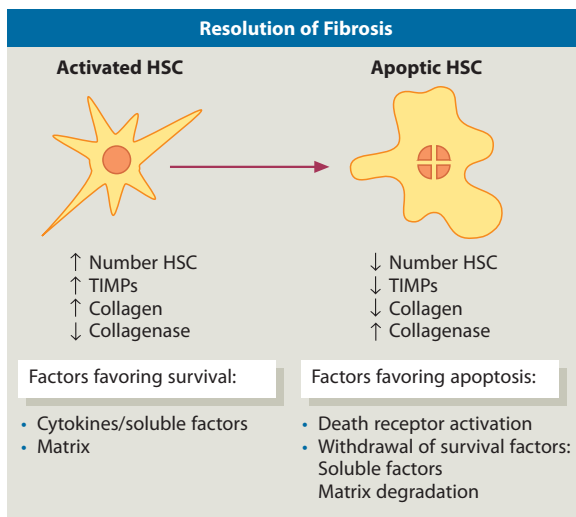 Resolution of Fibrosis
Activated HSC
Apoptic HSC
↑ Number HSC
↑ TIMPs
↑ Collagen
↓ Collagenase
↓ Number HSC
↓ TIMPs
↓ Collagen
↑ Collagenase
Factors favoring survival:
• Cytokines/soluble factors
• Matrix
Factors favoring apoptosis:
• Death receptor activation
• Withdrawal of survival factors:
Soluble factors
Matrix degradation